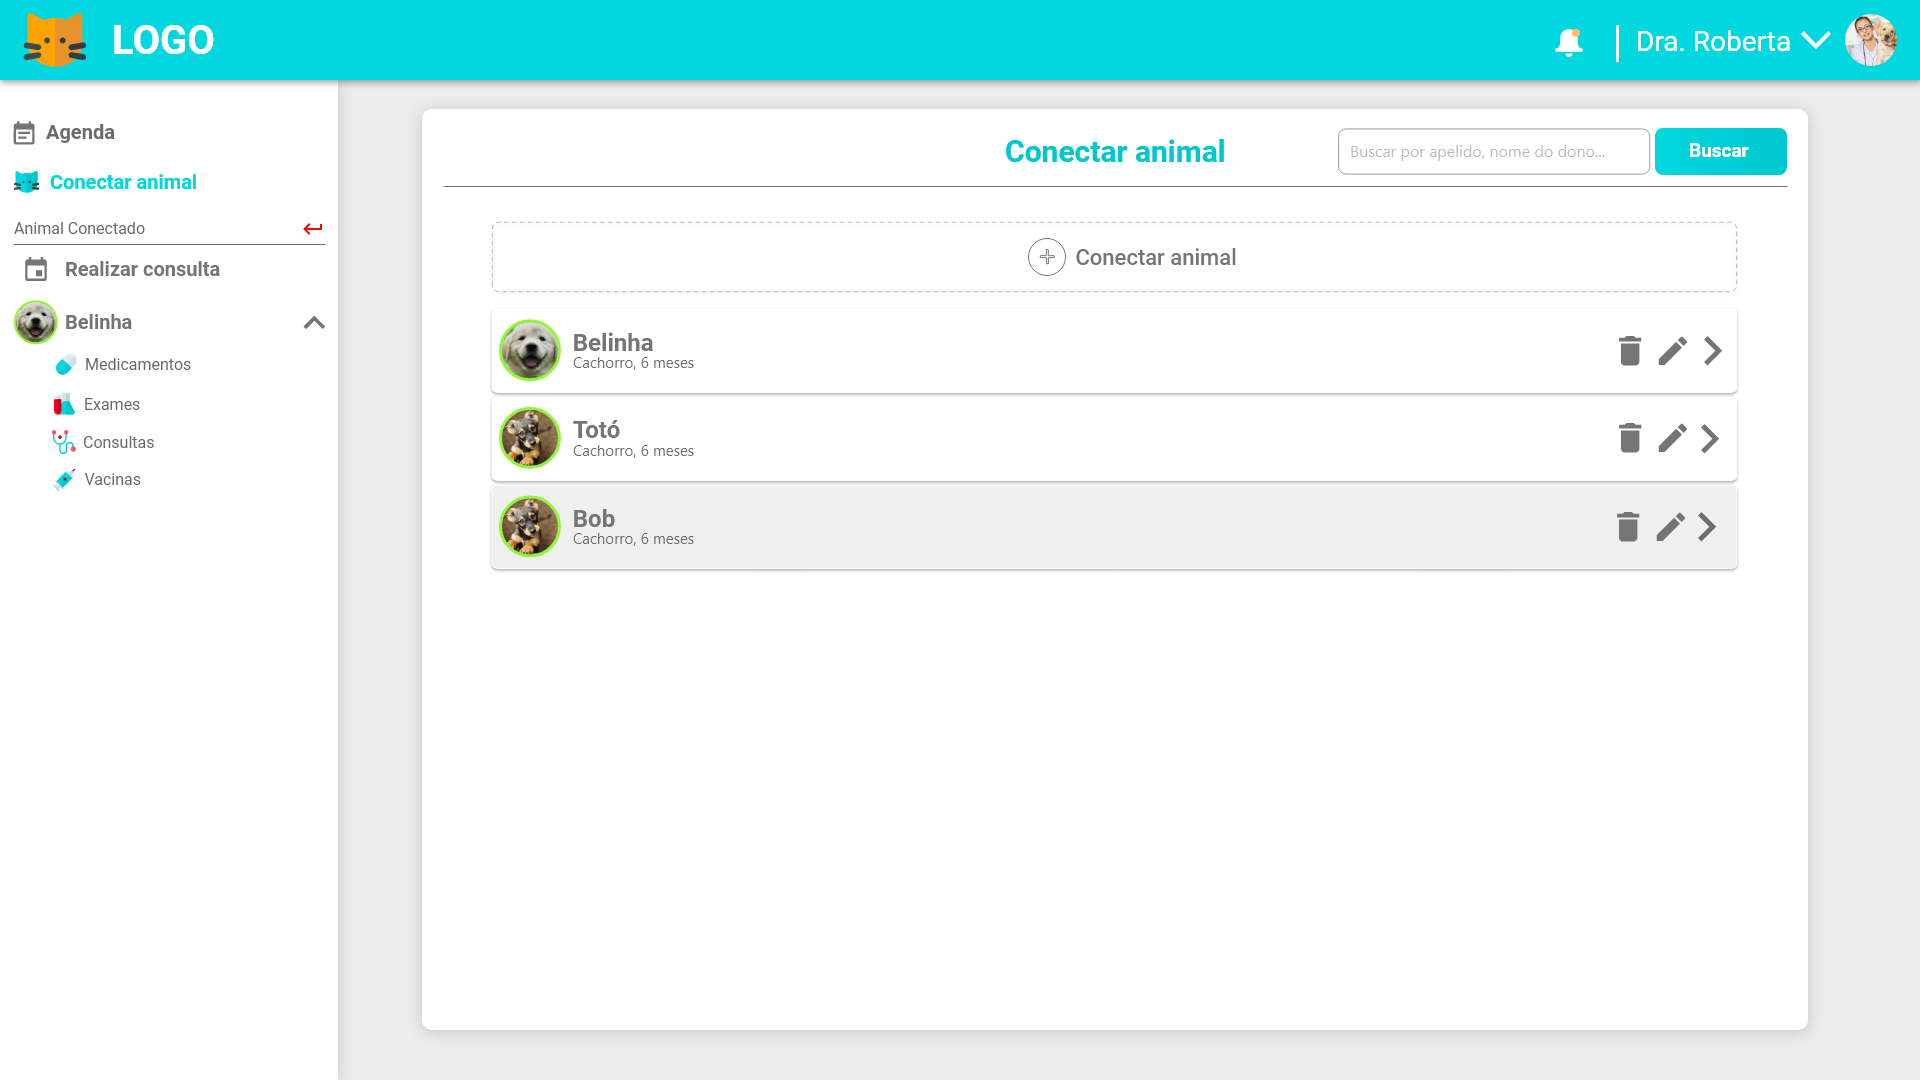 LOGO
Dra. Roberta
Agenda
Conectar animal
Animal Conectado
Realizar consulta
Belinha
Medicamentos
Exames
Consultas
Vacinas
Conectar animal
Buscar por apelido, nome do dono...
Buscar
Conectar animal
Belinha
Cachorro, 6 meses
Totó
Cachorro, 6 meses
Bob
Cachorro, 6 meses